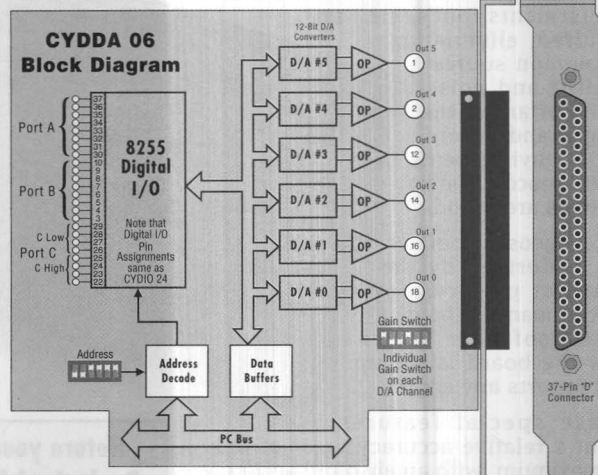 CYDDA 06
Block Diagram
12-Bit D/A
Converters
D/A #5
OP
Out 5
1
D/A #4
OP
Out 4
2
D/A #3
OP
Out 3
12
D/A #2
OP
Out 2
14
D/A #1
OP
Out 1
16
D/A #0
OP
Out 0
18
Port A
Port B
C Low
Port C
C High
37
36
35
34
33
32
31
30
10
9
8
7
6
5
4
3
29
28
27
26
25
24
23
22
8255
Digital
I/O
Note that
Digital I/O
Pin
Assignments
same as
CYDIO 24
Gain Switch
Individual
Gain Switch
on each
D/A Channel
Address
Address
Decode
Data
Buffers
PC Bus
37-Pin "D"
Connector